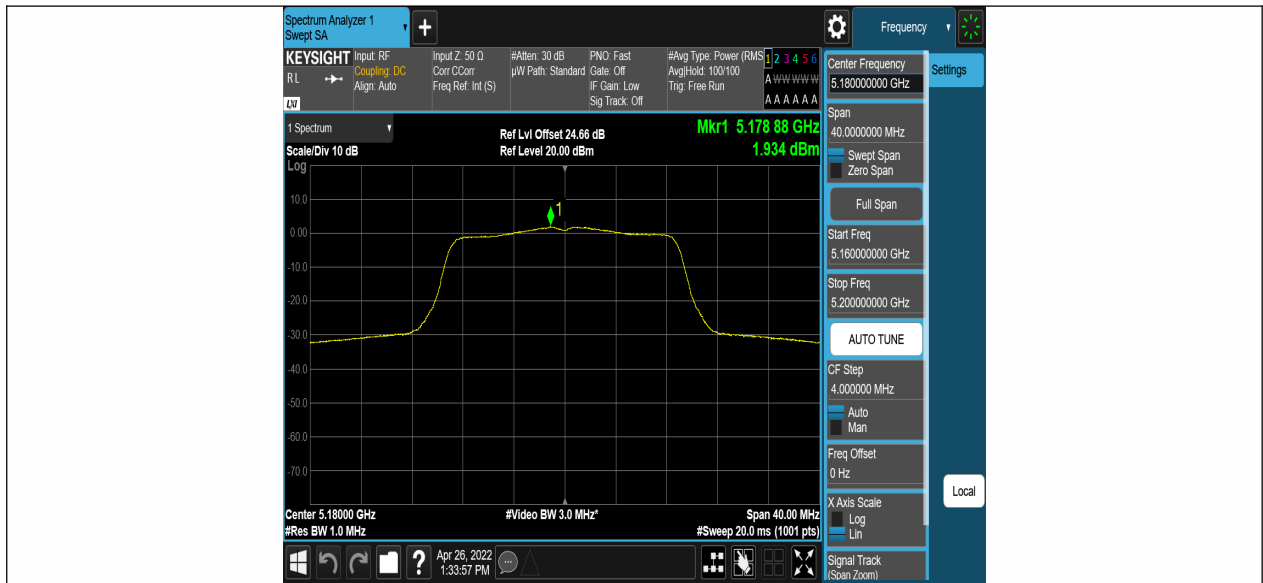 Spectrum Analyzer 1
Swept SA
+
Frequency
KEYSIGHT
RL
LXI
Input: RF
Coupling: DC
Align: Auto
Input Z: 50 Ω
Corr CCorr
Freq Ref: Int (S)
#Atten: 30 dB
µW Path: Standard
PNO: Fast
Gate: Off
IF Gain: Low
Sig Track: Off
#Avg Type: Power (RMS
Avg|Hold: 100/100
Trig: Free Run
1 2 3 4 5 6
A W W W W W
A A A A A A
1 Spectrum
Scale/Div 10 dB
Ref Lvl Offset 24.66 dB
Ref Level 20.00 dBm
Mkr1 5.178 88 GHz
1.934 dBm
Log
10.0
0.00
-10.0
-20.0
-30.0
-40.0
-50.0
-60.0
-70.0
1
Center 5.18000 GHz
#Res BW 1.0 MHz
#Video BW 3.0 MHz*
Span 40.00 MHz
#Sweep 20.0 ms (1001 pts)
Center Frequency
5.180000000 GHz
Settings
Span
40.0000000 MHz
Swept Span
Zero Span
Full Span
Start Freq
5.160000000 GHz
Stop Freq
5.200000000 GHz
AUTO TUNE
CF Step
4.000000 MHz
Auto
Man
Freq Offset
0 Hz
X Axis Scale
Log
Lin
Signal Track
(Span Zoom)
Local
?
Apr 26, 2022
1:33:57 PM